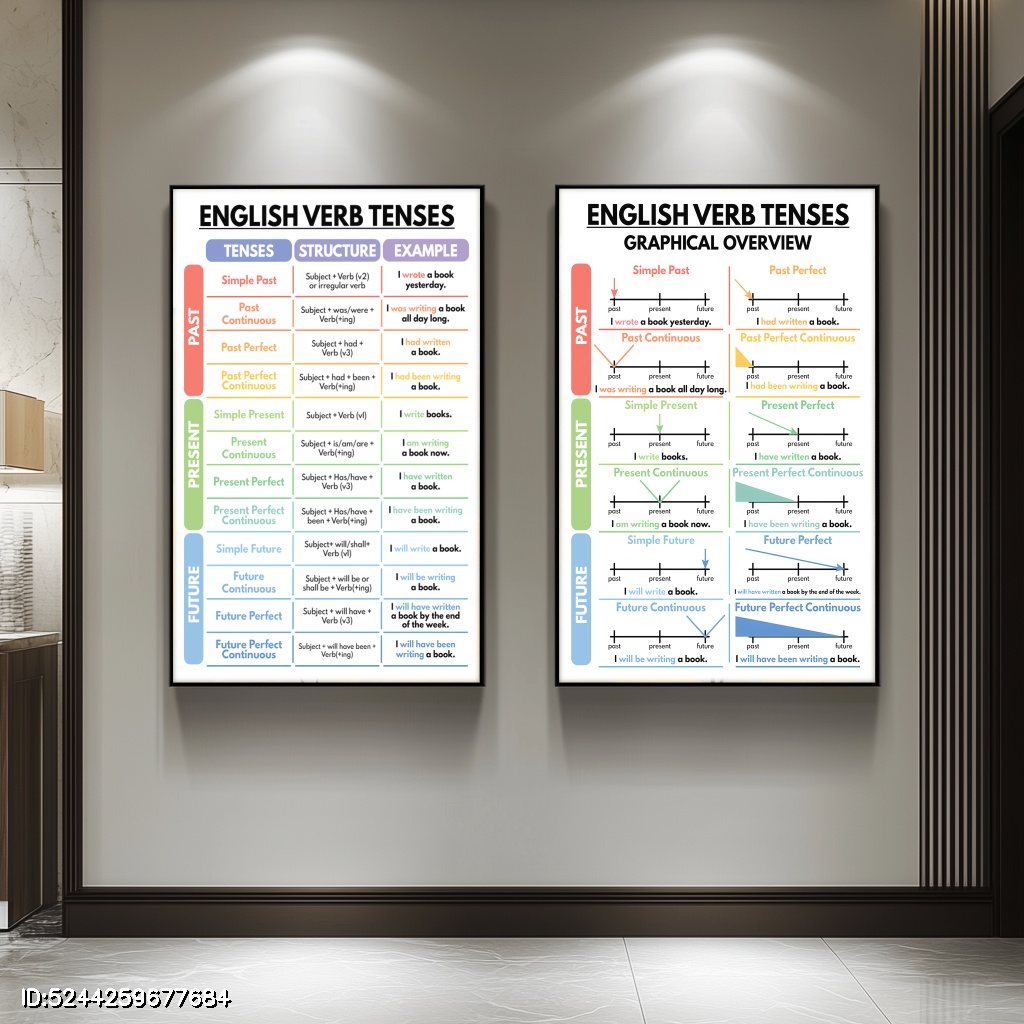 ENGLISH VERB TENSES
TENSES STRUCTURE EXAMPLE
PAST
Simple Past
Subject + Verb (v2)
or irregular verb
I wrote a book
yesterday.
Past
Continuous
Subject + was/were +
Verb(+ing)
I was writing a book
all day long.
Past Perfect
Subject + had +
Verb (v3)
I had written
a book.
Past Perfect
Continuous
Subject + had + been +
Verb(+ing)
I had been writing
a book.
PRESENT
Simple Present
Subject + Verb (v1)
I write books.
Present
Continuous
Subject + is/am/are +
Verb(+ing)
I am writing
a book now.
Present Perfect
Subject + Has/have +
Verb (v3)
I have written
a book.
Present Perfect
Continuous
Subject + Has/have +
been + Verb(+ing)
I have been writing
a book.
FUTURE
Simple Future
Subject+ will/shall+
Verb (v1)
I will write a book.
Future
Continuous
Subject + will be or
shall be + Verb(+ing)
I will be writing
a book.
Future Perfect
Subject + will have +
Verb (v3)
I will have written
a book by the end
of the week.
Future Perfect
Continuous
Subject + will have been +
Verb(+ing)
I will have been
writing a book.
ENGLISH VERB TENSES
GRAPHICAL OVERVIEW
PAST
Simple Past
past present future
I wrote a book yesterday.
Past Perfect
past present future
I had written a book.
Past Continuous
past present future
I was writing a book all day long.
Past Perfect Continuous
past present future
I had been writing a book.
PRESENT
Simple Present
past present future
I write books.
Present Perfect
past present future
I have written a book.
Present Continuous
past present future
I am writing a book now.
Present Perfect Continuous
past present future
I have been writing a book.
FUTURE
Simple Future
past present future
I will write a book.
Future Perfect
past present future
I will have written a book by the end of the week.
Future Continuous
past present future
I will be writing a book.
Future Perfect Continuous
past present future
I will have been writing a book.
ID:5244259677684